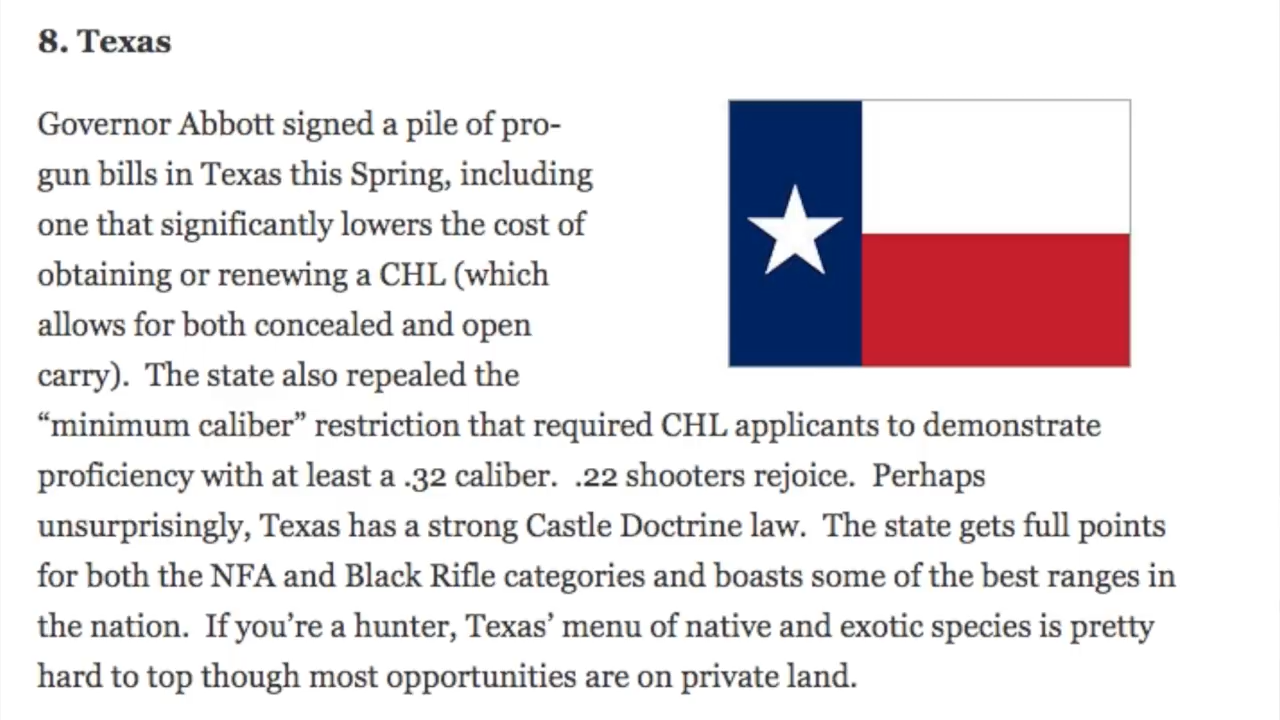 8. Texas
Governor Abbott signed a pile of pro-
gun bills in Texas this Spring, including
one that significantly lowers the cost of
obtaining or renewing a CHL (which
allows for both concealed and open
carry).  The state also repealed the
“minimum caliber” restriction that required CHL applicants to demonstrate
proficiency with at least a .32 caliber.  .22 shooters rejoice.  Perhaps
unsurprisingly, Texas has a strong Castle Doctrine law.  The state gets full points
for both the NFA and Black Rifle categories and boasts some of the best ranges in
the nation.  If you’re a hunter, Texas’ menu of native and exotic species is pretty
hard to top though most opportunities are on private land.